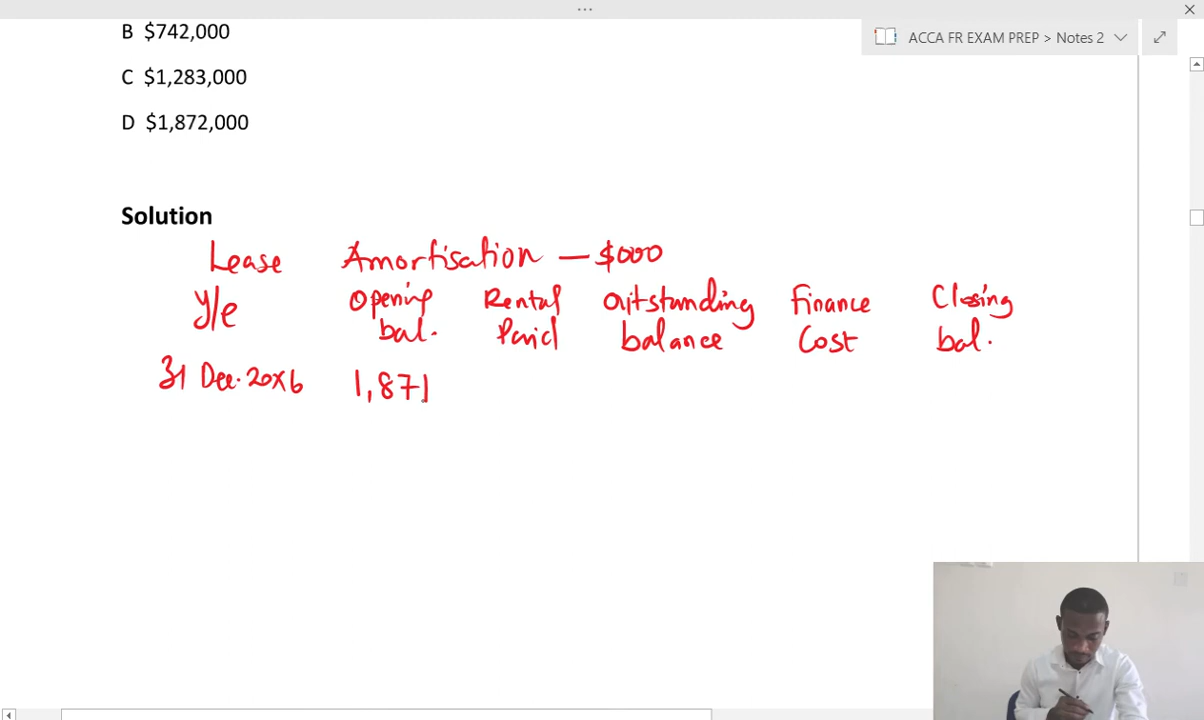 ACCA FR EXAM PREP > Notes 2
B $742,000
C $1,283,000
D $1,872,000
Solution
Lease Amortisation — $000
Y/e Opening bal. Rental Paid Outstanding balance Finance Cost Closing bal.
31 Dec. 20X6 1,871